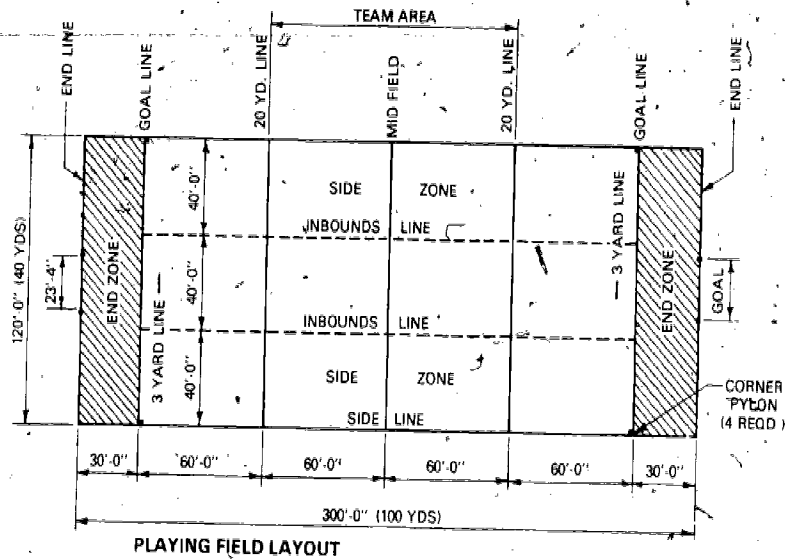 TEAM AREA
END LINE
GOAL LINE
20 YD. LINE
MID FIELD
20 YD. LINE
GOAL LINE
END LINE
120'-0" (40 YDS)
23'-4"
END ZONE
3 YARD LINE
40'-0"
40'-0"
40'-0"
SIDE ZONE
INBOUNDS LINE
INBOUNDS LINE
SIDE ZONE
SIDE LINE
3 YARD LINE
END ZONE
GOAL
CORNER
PYLON
(4 REQD)
30'-0" 60'-0" 60'-0" 60'-0" 60'-0" 30'-0"
300'-0" (100 YDS)
PLAYING FIELD LAYOUT